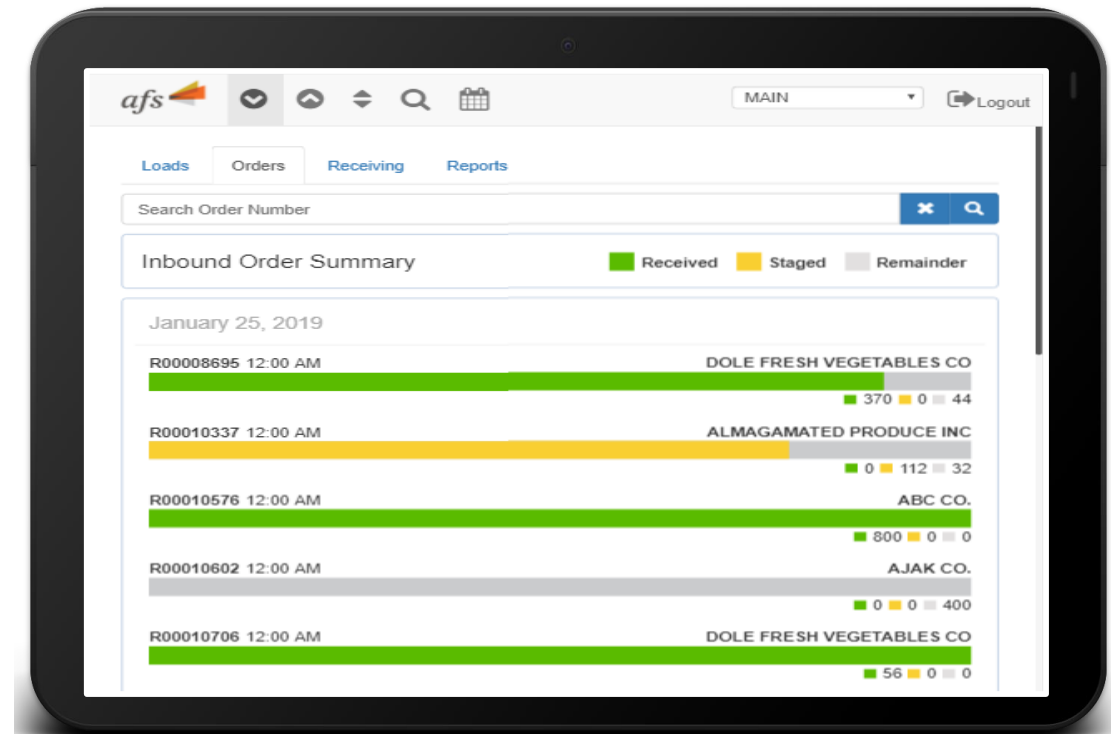 afs MAIN Logout
Loads Orders Receiving Reports
Search Order Number
Inbound Order Summary Received Staged Remainder
January 25, 2019
R00008695 12:00 AM DOLE FRESH VEGETABLES CO
370 0 44
R00010337 12:00 AM ALMAGAMATED PRODUCE INC
0 112 32
R00010576 12:00 AM ABC CO.
800 0 0
R00010602 12:00 AM AJAK CO.
0 0 400
R00010706 12:00 AM DOLE FRESH VEGETABLES CO
56 0 0